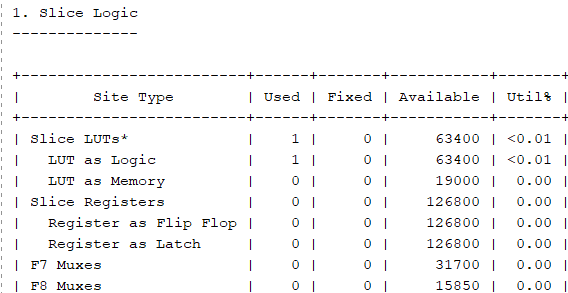 1. Slice Logic
--------------
+---------------------------+------+-------+-----------+-------+
|         Site Type         | Used | Fixed | Available | Util% |
+---------------------------+------+-------+-----------+-------+
| Slice LUTs*               |    1 |     0 |     63400 | <0.01 |
|   LUT as Logic            |    1 |     0 |     63400 | <0.01 |
|   LUT as Memory           |    0 |     0 |     19000 |  0.00 |
| Slice Registers           |    0 |     0 |    126800 |  0.00 |
|   Register as Flip Flop   |    0 |     0 |    126800 |  0.00 |
|   Register as Latch       |    0 |     0 |    126800 |  0.00 |
| F7 Muxes                  |    0 |     0 |     31700 |  0.00 |
| F8 Muxes                  |    0 |     0 |     15850 |  0.00 |